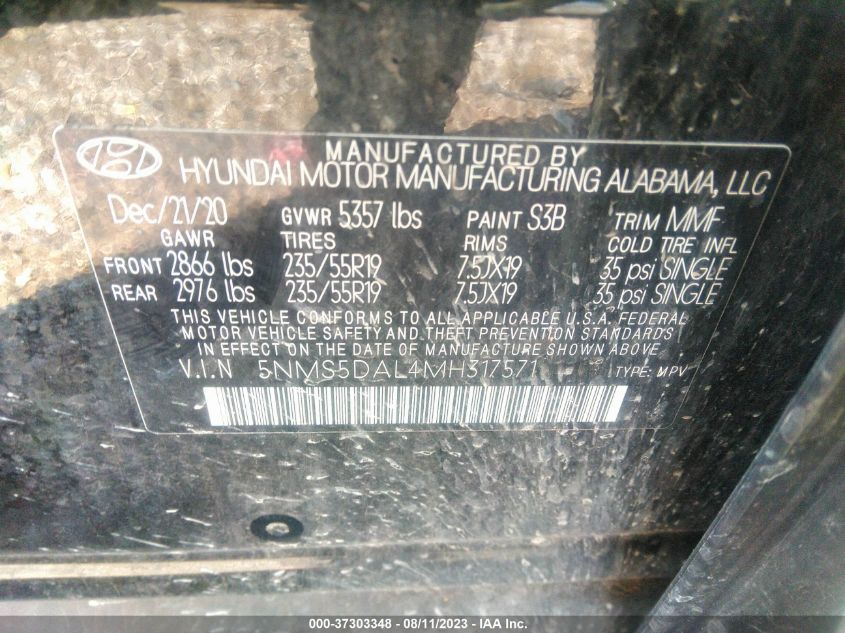 MANUFACTURED BY
HYUNDAI MOTOR MANUFACTURING ALABAMA, LLC
Dec/21/20 GVWR 5357 lbs PAINT S3B TRIM MMF
GAWR TIRES RIMS COLD TIRE INFL
FRONT 2866 lbs 235/55R19 7.5JX19 35 psi SINGLE
REAR 2976 lbs 235/55R19 7.5JX19 35 psi SINGLE
THIS VEHICLE CONFORMS TO ALL APPLICABLE U.S.A. FEDERAL
MOTOR VEHICLE SAFETY AND THEFT PREVENTION STANDARDS
IN EFFECT ON THE DATE OF MANUFACTURE SHOWN ABOVE
V.I.N 5NMS5DAL4MH317571 TYPE: MPV
000-37303348 - 08/11/2023 - IAA Inc.